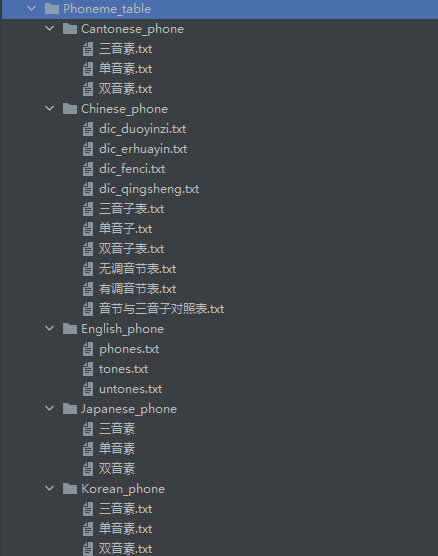 Phoneme_table
Cantonese_phone
三音素.txt
单音素.txt
双音素.txt
Chinese_phone
dic_duoyinzi.txt
dic_erhuayin.txt
dic_fenci.txt
dic_qingsheng.txt
三音子表.txt
单音子.txt
双音子表.txt
无调音节表.txt
有调音节表.txt
音节与三音子对照表.txt
English_phone
phones.txt
tones.txt
untones.txt
Japanese_phone
三音素
单音素
双音素
Korean_phone
三音素.txt
单音素.txt
双音素.txt